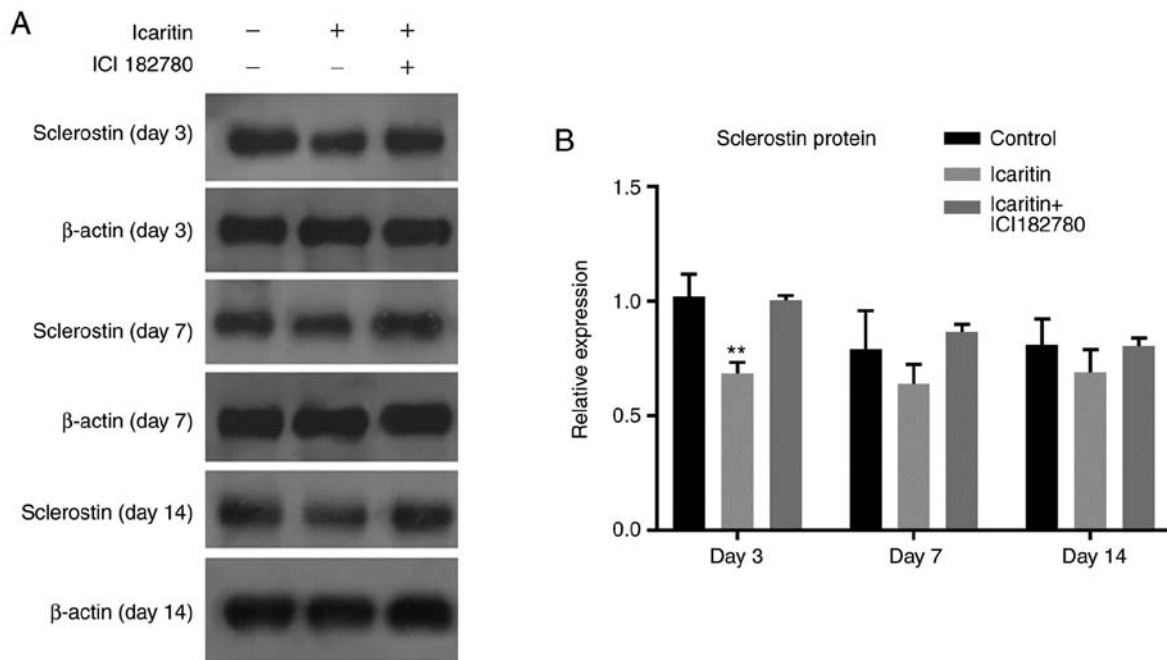 A
Icaritin − + +
ICI 182780 − − +
Sclerostin (day 3)
β-actin (day 3)
Sclerostin (day 7)
β-actin (day 7)
Sclerostin (day 14)
β-actin (day 14)
B
Sclerostin protein
Control
Icaritin
Icaritin+
ICI182780
Relative expression
1.5
1.0
0.5
0.0
**
Day 3
Day 7
Day 14